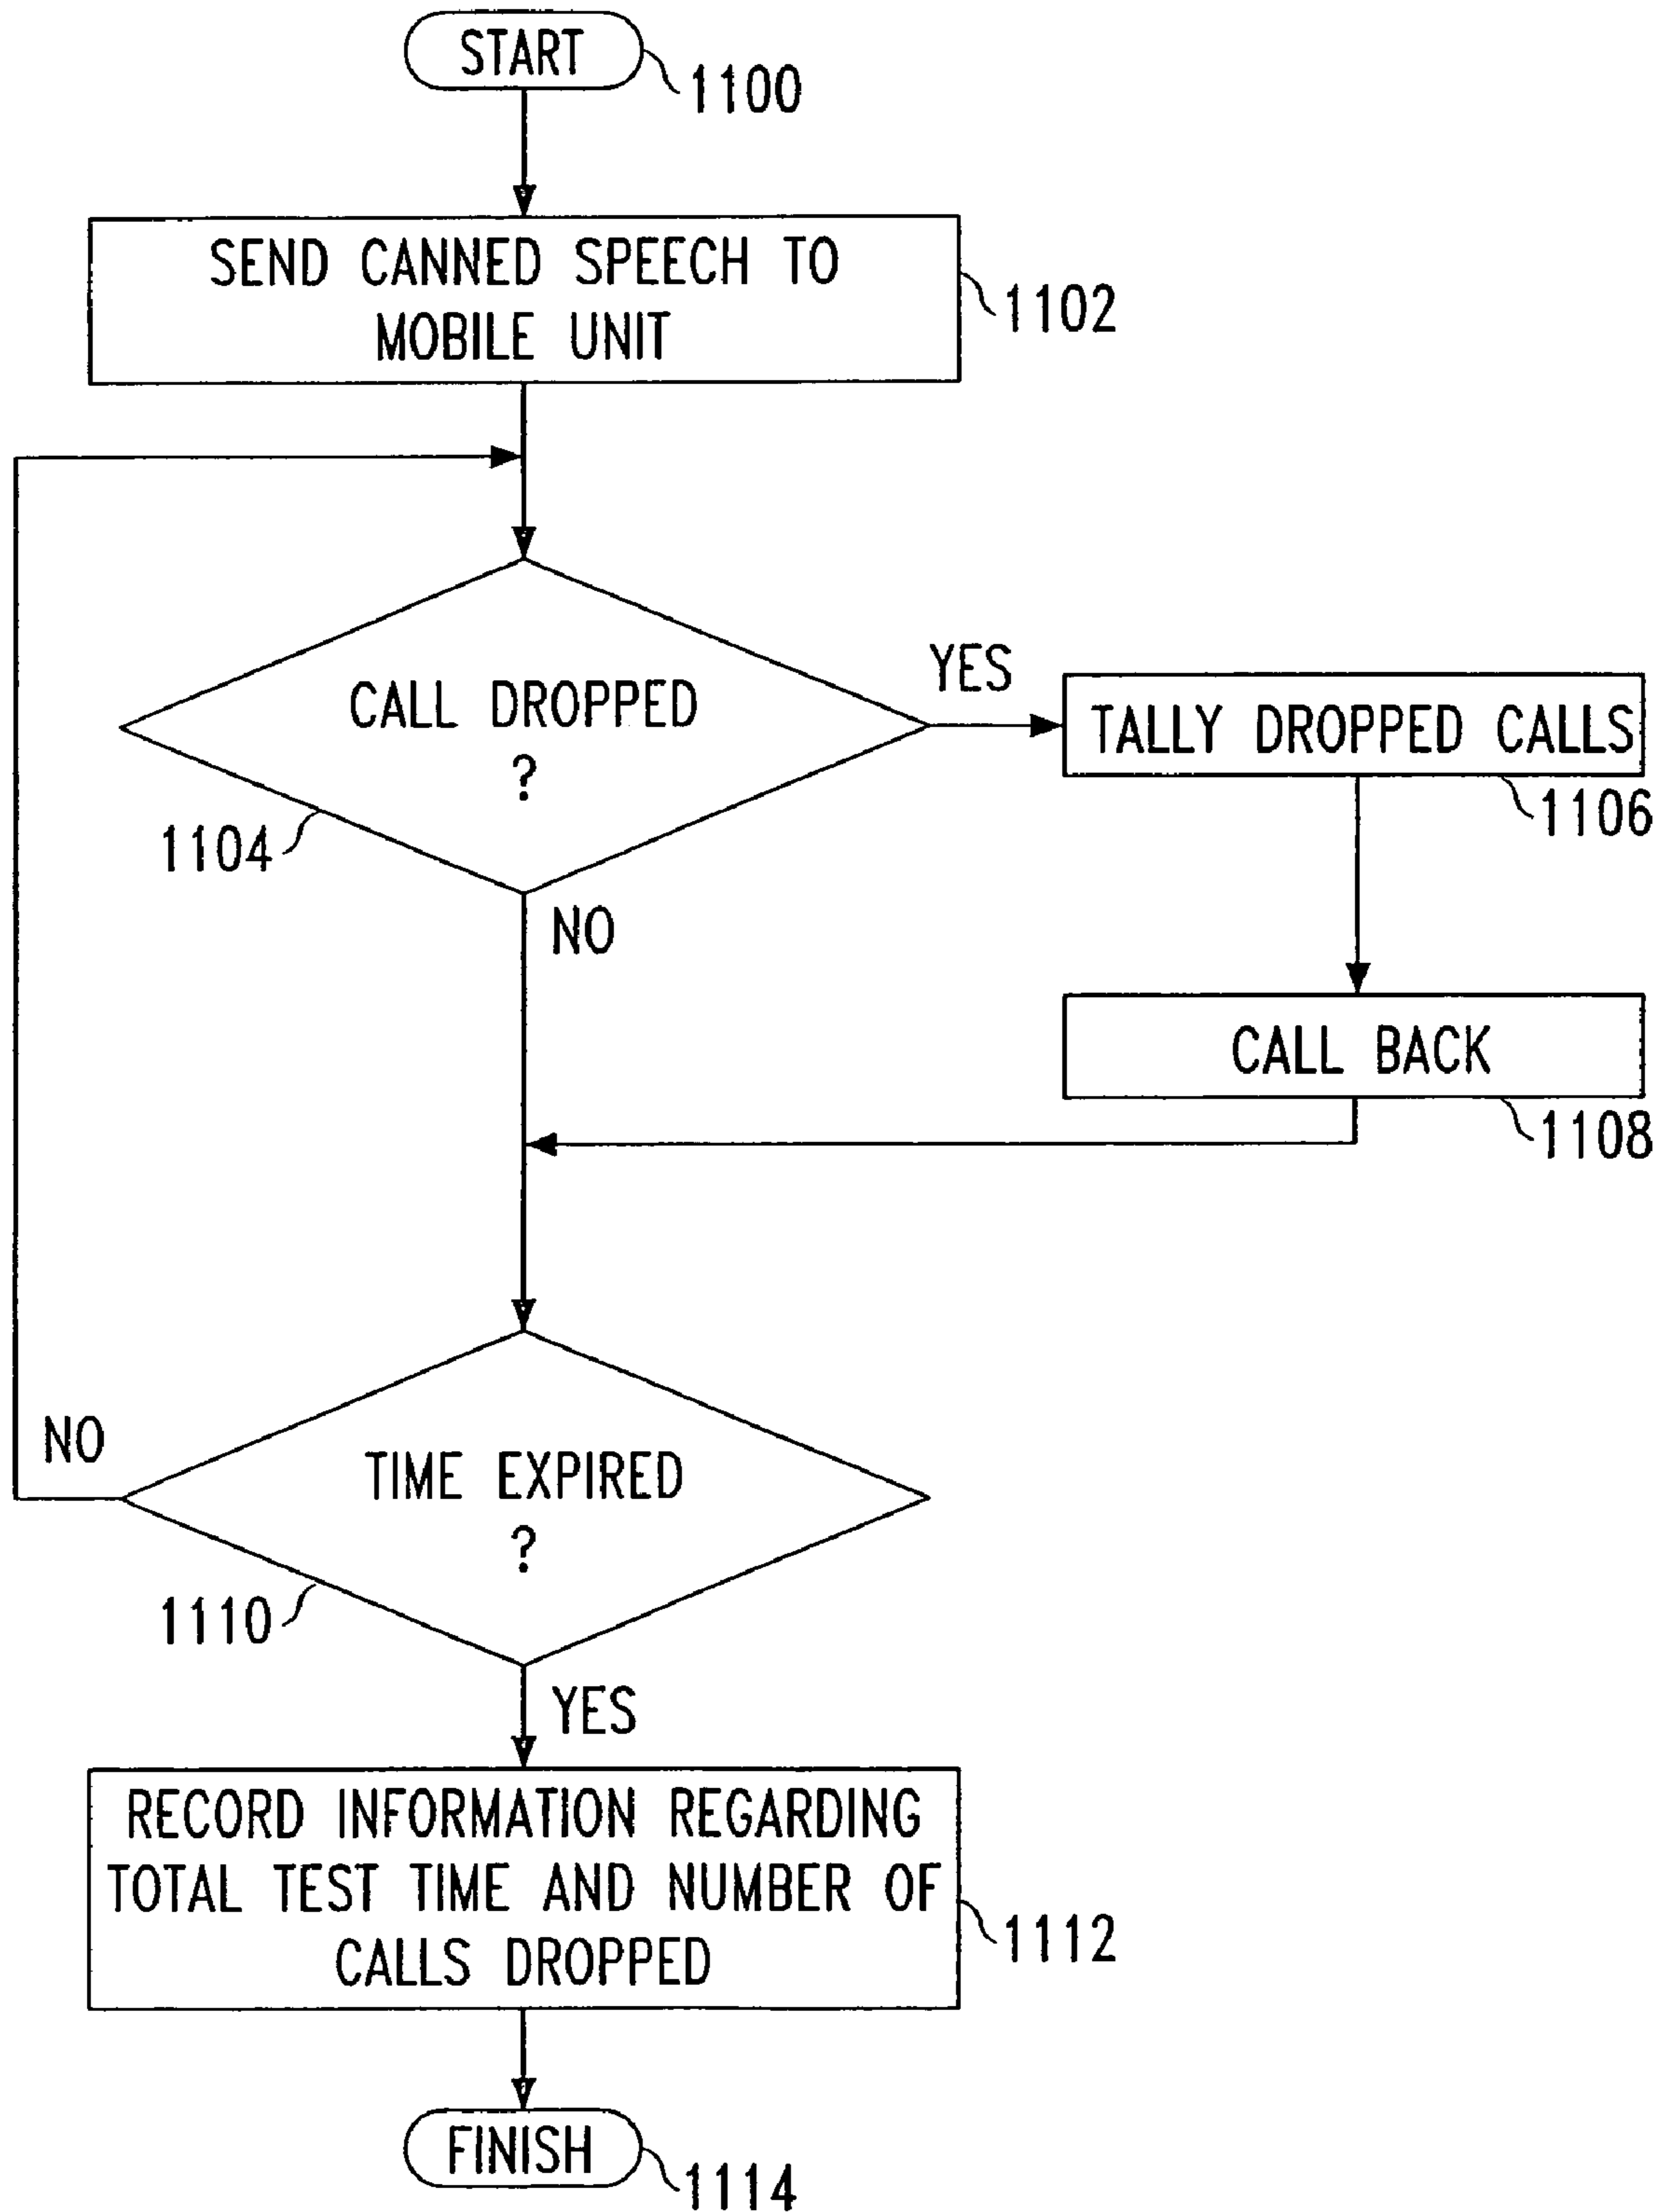 START
1100
SEND CANNED SPEECH TO
MOBILE UNIT
1102
CALL DROPPED
?
1104
YES
TALLY DROPPED CALLS
1106
NO
CALL BACK
1108
TIME EXPIRED
?
1110
NO
YES
RECORD INFORMATION REGARDING
TOTAL TEST TIME AND NUMBER OF
CALLS DROPPED
1112
FINISH
1114